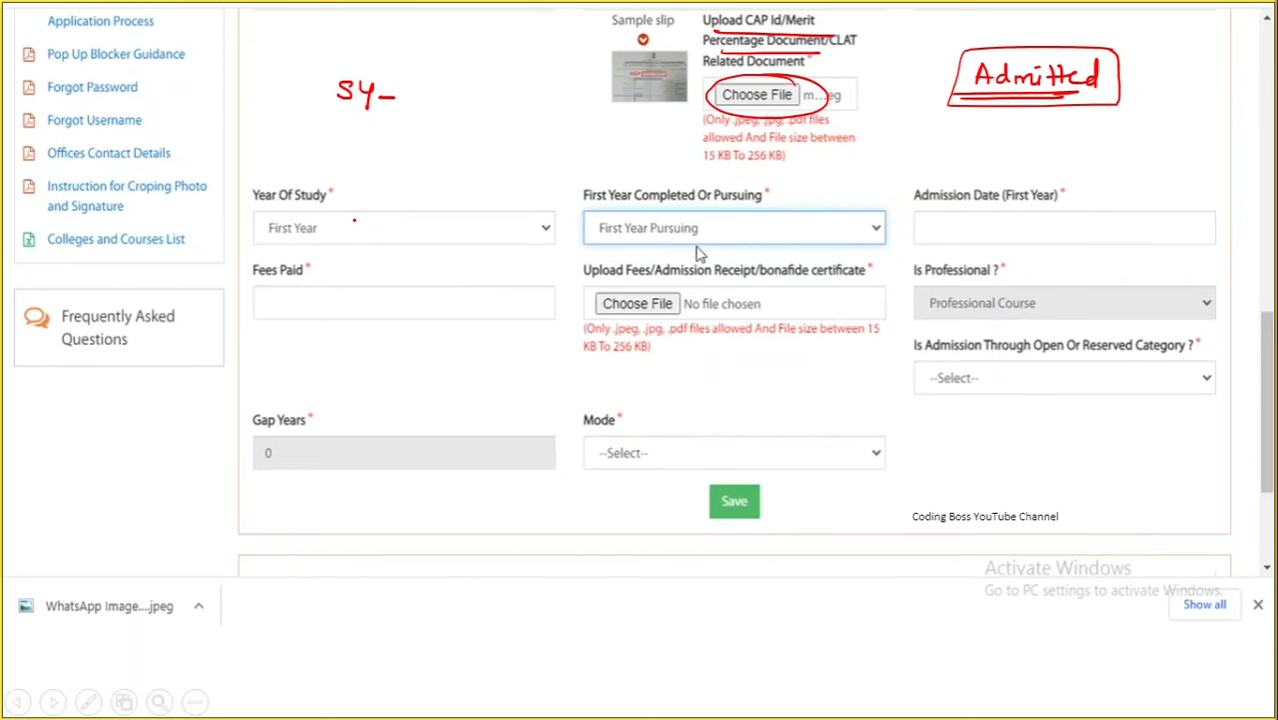 Application Process
Pop Up Blocker Guidance
Forgot Password
Forgot Username
Offices Contact Details
Instruction for Croping Photo
and Signature
Colleges and Courses List
Frequently Asked
Questions
Sample slip
Upload CAP Id/Merit
Percentage Document/CLAT
Related Document *
Choose File m...eg
(Only .jpeg, .jpg, .pdf files
allowed And File size between
15 KB To 256 KB)
SY_
Admitted
Year Of Study *
First Year
First Year Completed Or Pursuing *
First Year Pursuing
Admission Date (First Year) *
Fees Paid *
Upload Fees/Admission Receipt/bonafide certificate *
Choose File No file chosen
(Only .jpeg, .jpg, .pdf files allowed And File size between 15
KB To 256 KB)
Is Professional ? *
Professional Course
Is Admission Through Open Or Reserved Category ? *
--Select--
Gap Years *
0
Mode *
--Select--
Save
Coding Boss YouTube Channel
Activate Windows
Go to PC settings to activate Windows.
WhatsApp Image....jpeg
Show all